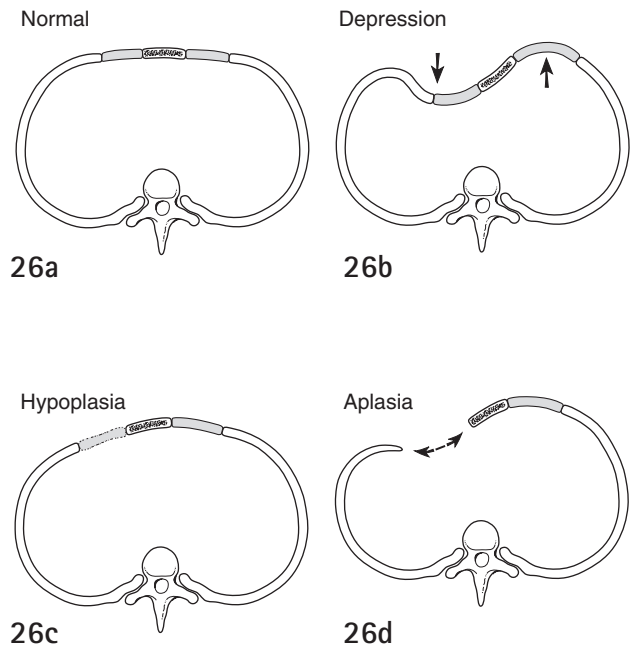 Normal
Depression
26a
26b
Hypoplasia
Aplasia
26c
26d